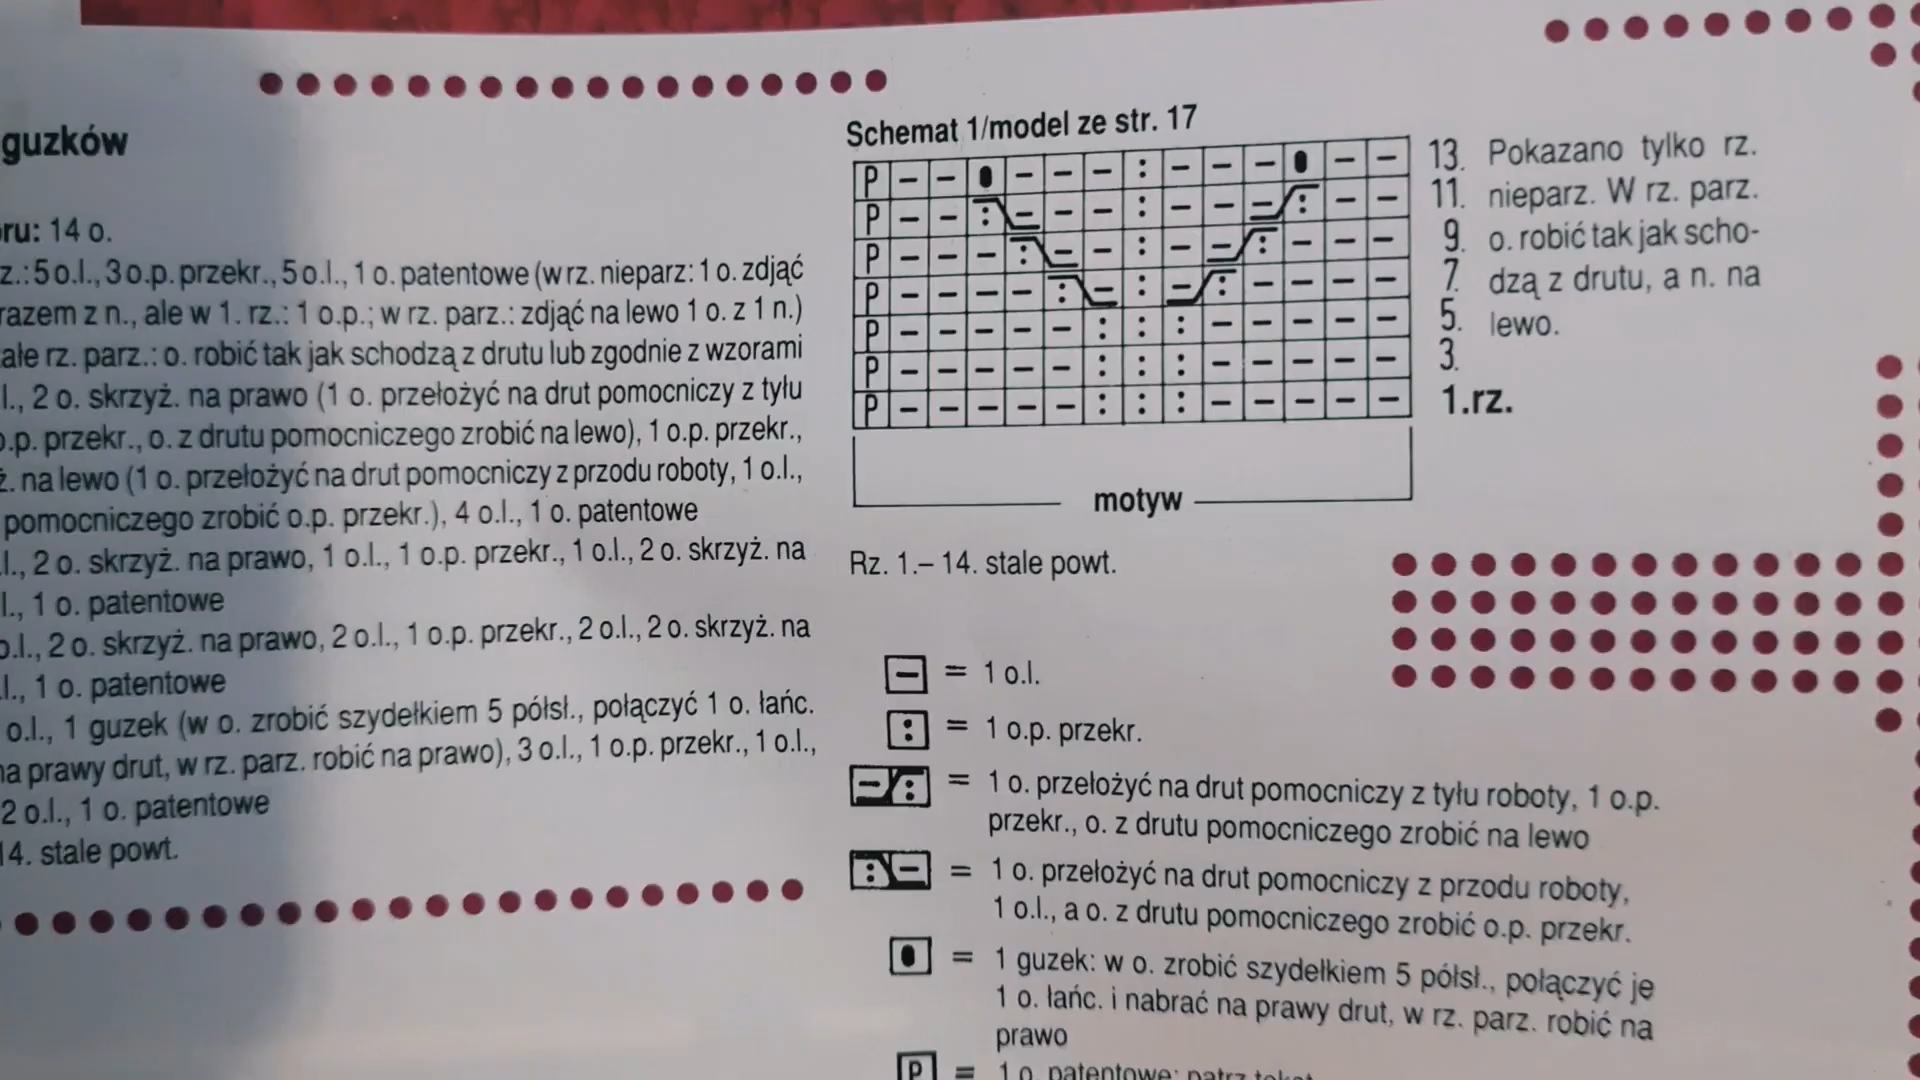 guzków
ru: 14 o.
z.: 5 o.l., 3 o.p. przekr., 5 o.l., 1 o. patentowe (w rz. nieparz: 1 o. zdjąć
razem z n., ale w 1. rz.: 1 o.p.; w rz. parz.: zdjąć na lewo 1 o. z 1 n.)
ałe rz. parz.: o. robić tak jak schodzą z drutu lub zgodnie z wzorami
l., 2 o. skrzyż. na prawo (1 o. przełożyć na drut pomocniczy z tyłu
o.p. przekr., o. z drutu pomocniczego zrobić na lewo), 1 o.p. przekr.,
ż. na lewo (1 o. przełożyć na drut pomocniczy z przodu roboty, 1 o.l.,
pomocniczego zrobić o.p. przekr.), 4 o.l., 1 o. patentowe
l., 2 o. skrzyż. na prawo, 1 o.l., 1 o.p. przekr., 1 o.l., 2 o. skrzyż. na
l., 1 o. patentowe
o.l., 2 o. skrzyż. na prawo, 2 o.l., 1 o.p. przekr., 2 o.l., 2 o. skrzyż. na
l., 1 o. patentowe
o.l., 1 guzek (w o. zrobić szydełkiem 5 półsł., połączyć 1 o. łańc.
na prawy drut, w rz. parz. robić na prawo), 3 o.l., 1 o.p. przekr., 1 o.l.,
2 o.l., 1 o. patentowe
14. stale powt.
Schemat 1/model ze str. 17
P – – ⬮ – – – : – – – ⬮ – – 13.
P – – : – – – : – – – : – – 11.
P – – – : – – : – – : – – – 9.
P – – – – : – : – : – – – – 7.
P – – – – – : : : – – – – – 5.
P – – – – – : : : – – – – – 3.
P – – – – – : : : – – – – – 1.rz.
Pokazano tylko rz.
nieparz. W rz. parz.
o. robić tak jak scho-
dzą z drutu, a n. na
lewo.
motyw
Rz. 1.– 14. stale powt.
– = 1 o.l.
: = 1 o.p. przekr.
–/: = 1 o. przełożyć na drut pomocniczy z tyłu roboty, 1 o.p.
przekr., o. z drutu pomocniczego zrobić na lewo
:\– = 1 o. przełożyć na drut pomocniczy z przodu roboty,
1 o.l., a o. z drutu pomocniczego zrobić o.p. przekr.
⬮ = 1 guzek: w o. zrobić szydełkiem 5 półsł., połączyć je
1 o. łańc. i nabrać na prawy drut, w rz. parz. robić na
prawo
P = 1 o. patentowe: patrz tekst